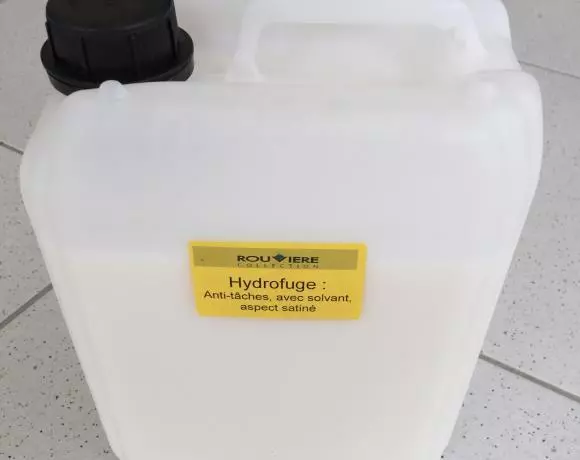 ROUVIERE
COLLECTION
Hydrofuge :
Anti-tâches, avec solvant,
aspect satiné